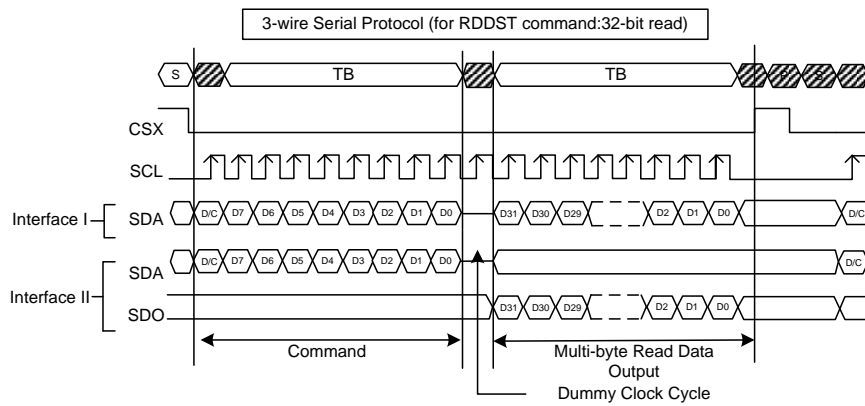 3-wire Serial Protocol (for RDDST command:32-bit read)
S TB TB P S
CSX
SCL
Interface I SDA D/C D7 D6 D5 D4 D3 D2 D1 D0 D31 D30 D29 D2 D1 D0 D/C
SDA D/C D7 D6 D5 D4 D3 D2 D1 D0 D/C
Interface II
SDO D31 D30 D29 D2 D1 D0
Command
Multi-byte Read Data
Output
Dummy Clock Cycle